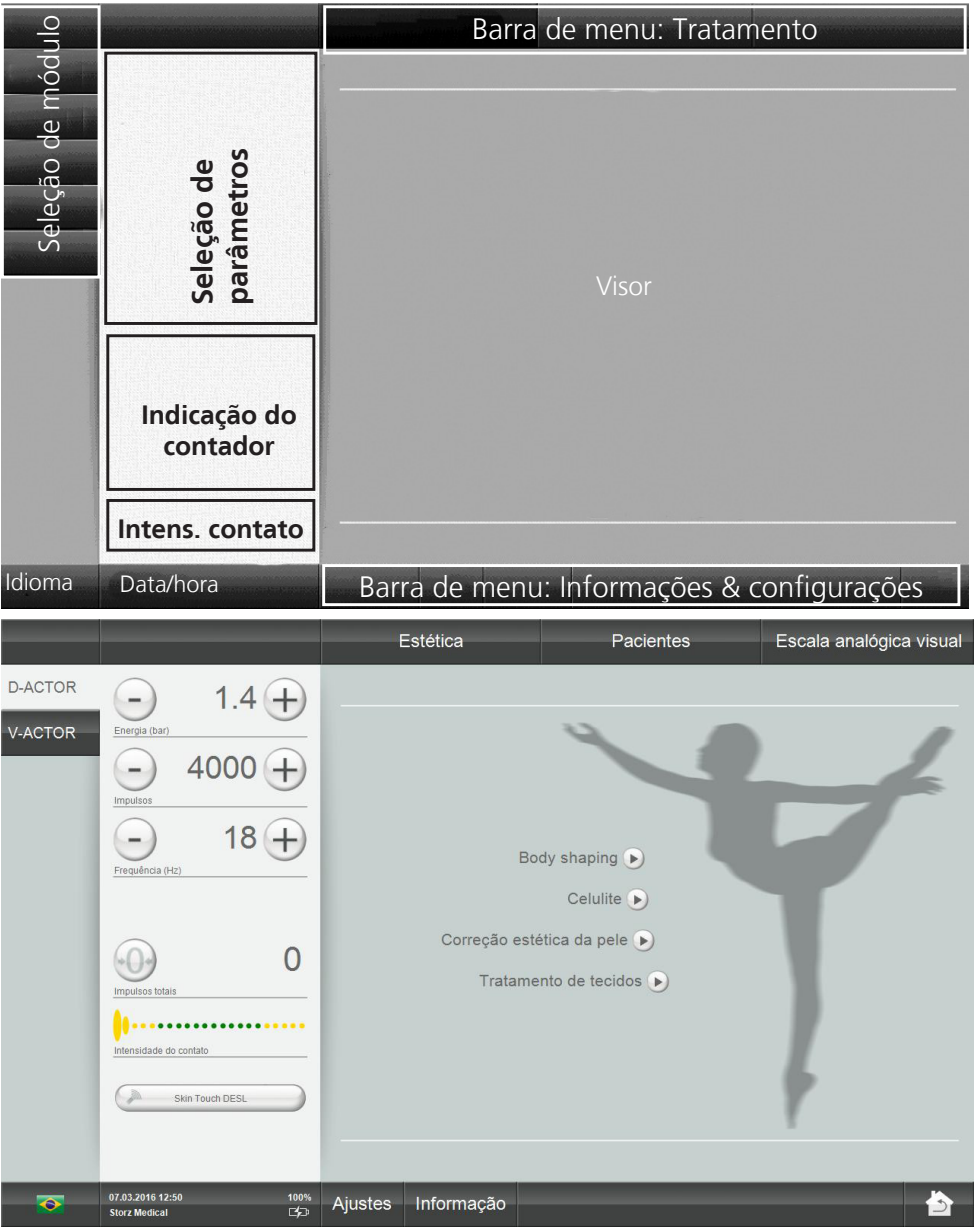 Seleção de módulo
Barra de menu: Tratamento
Seleção de
parâmetros
Visor
Indicação do
contador
Intens. contato
Idioma
Data/hora
Barra de menu: Informações & configurações
Estética
Pacientes
Escala analógica visual
D-ACTOR
V-ACTOR
- 1.4 +
Energia (bar)
- 4000 +
Impulsos
- 18 +
Frequência (Hz)
0 0
Impulsos totais
Intensidade do contato
Skin Touch DESL
Body shaping
Celulite
Correção estética da pele
Tratamento de tecidos
07.03.2016 12:50 100%
Storz Medical
Ajustes
Informação